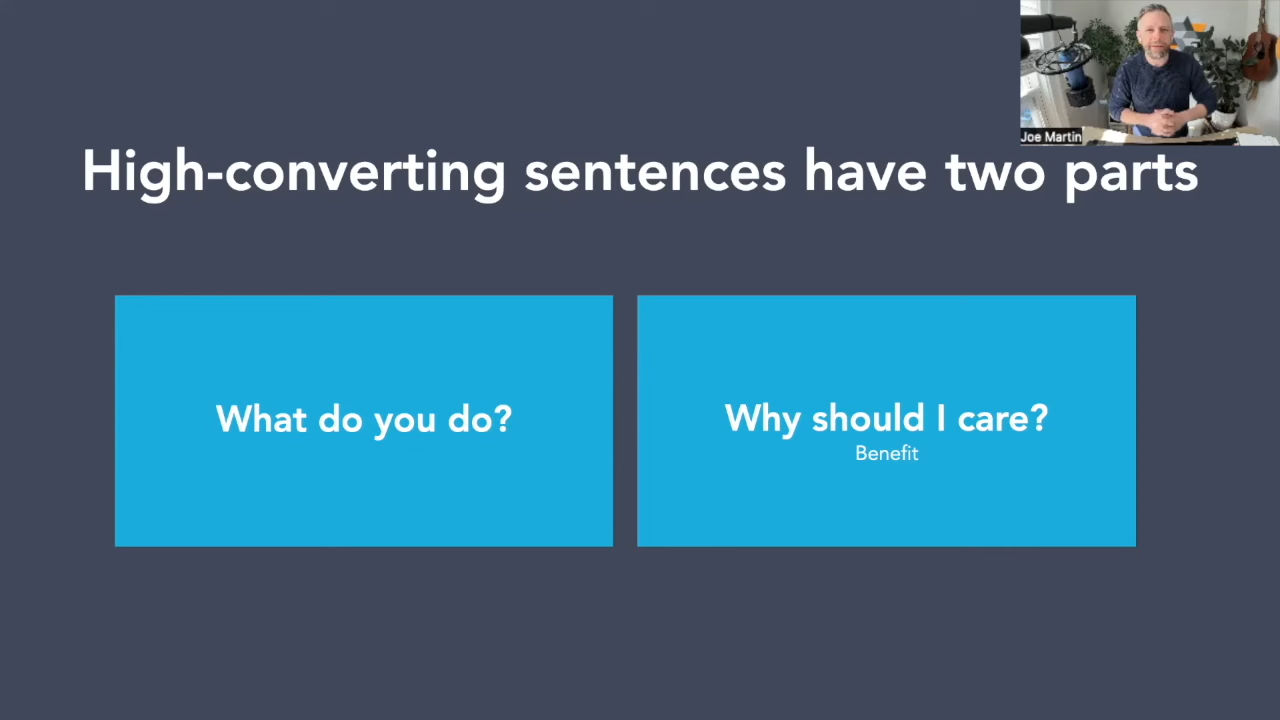 Joe Martin
High-converting sentences have two parts
What do you do?
Why should I care?
Benefit